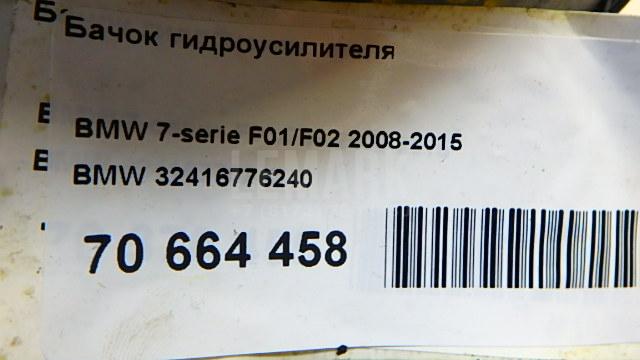 Бачок гидроусилителя
BMW 7-serie F01/F02 2008-2015
BMW 32416776240
70 664 458